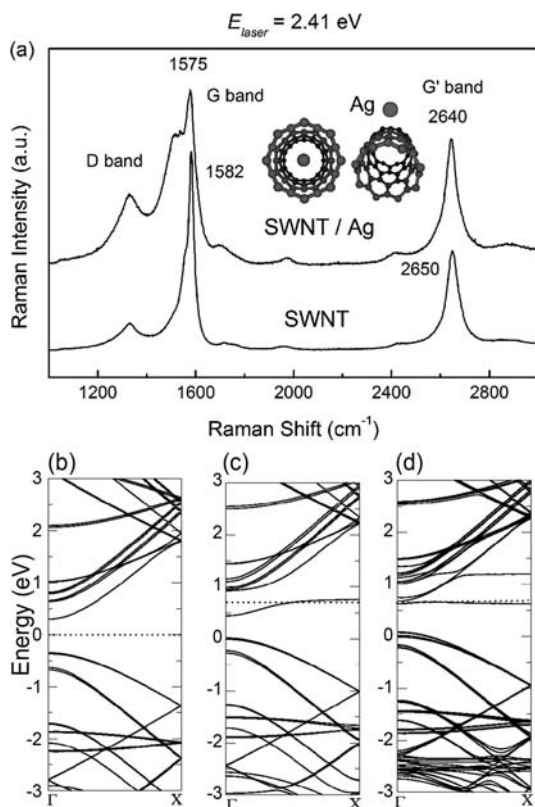 E_laser = 2.41 eV
(a)
1575
G band
Ag
G' band
2640
D band
1582
SWNT / Ag
2650
SWNT
Raman Intensity (a.u.)
1200 1600 2000 2400 2800
Raman Shift (cm⁻¹)
(b) (c) (d)
3 3 3
2 2 2
1 1 1
0 0 0
-1 -1 -1
-2 -2 -2
-3 -3 -3
Energy (eV)
Γ X Γ X Γ X